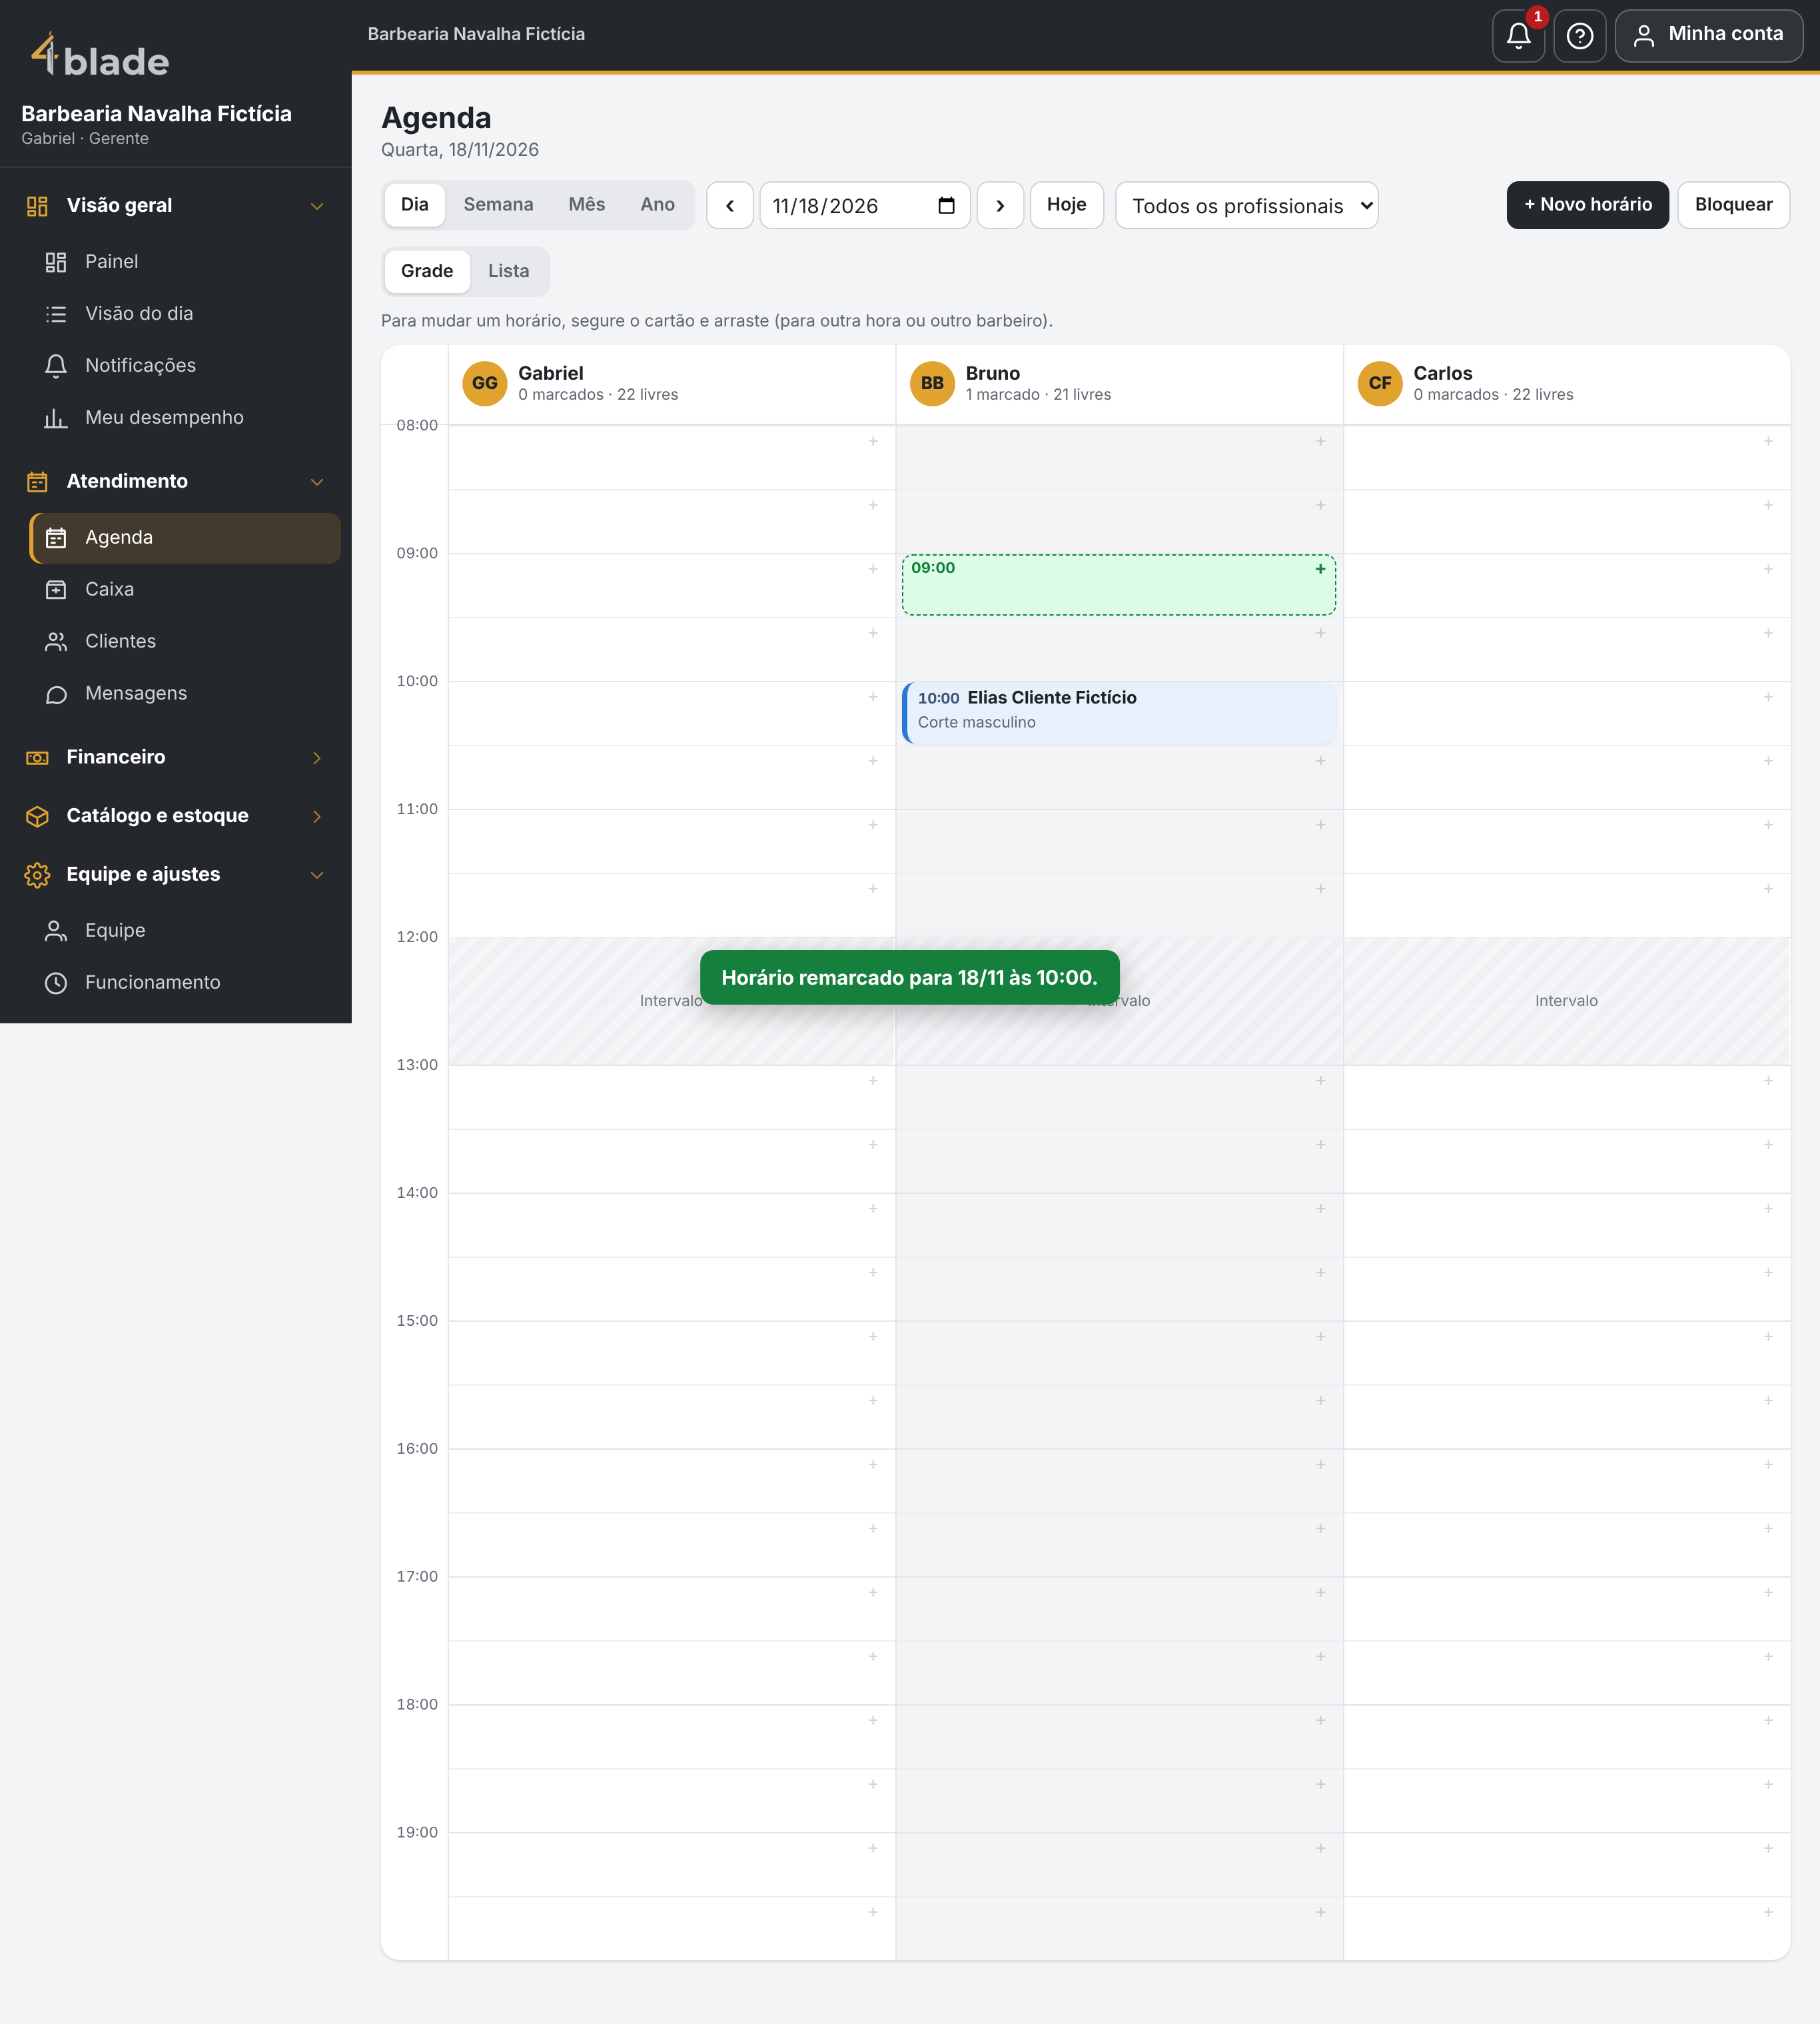 4blade
Barbearia Navalha Fictícia
Gabriel · Gerente
Visão geral
Painel
Visão do dia
Notificações
Meu desempenho
Atendimento
Agenda
Caixa
Clientes
Mensagens
Financeiro
Catálogo e estoque
Equipe e ajustes
Equipe
Funcionamento
Barbearia Navalha Fictícia
1
Minha conta
Agenda
Quarta, 18/11/2026
Dia Semana Mês Ano 11/18/2026 Hoje Todos os profissionais + Novo horário Bloquear
Grade Lista
Para mudar um horário, segure o cartão e arraste (para outra hora ou outro barbeiro).
GG Gabriel
0 marcados · 22 livres
BB Bruno
1 marcado · 21 livres
CF Carlos
0 marcados · 22 livres
08:00
09:00
09:00 +
10:00
10:00 Elias Cliente Fictício
Corte masculino
11:00
12:00
Horário remarcado para 18/11 às 10:00.
Intervalo
Intervalo
13:00
14:00
15:00
16:00
17:00
18:00
19:00